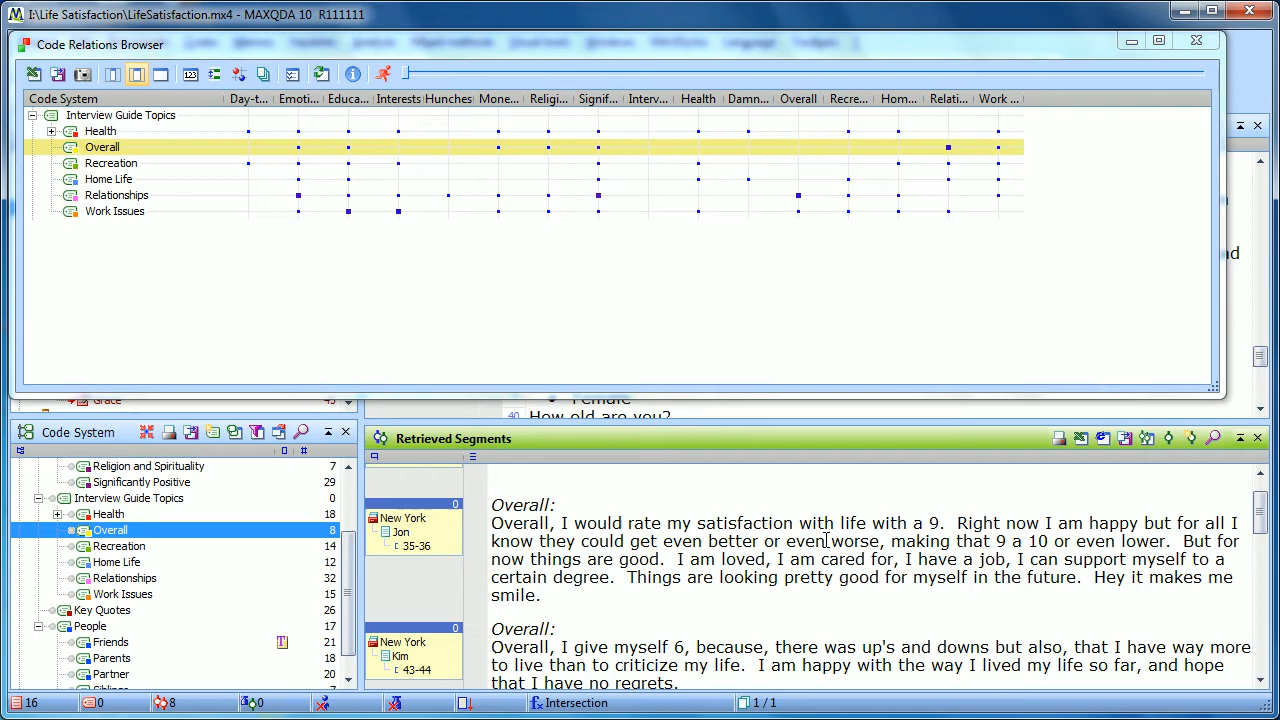 I:\Life Satisfaction\LifeSatisfaction.mx4 - MAXQDA 10 R111111
Code Relations Browser
Code System
Day-t...
Emoti...
Educa...
Interests
Hunches
Mone...
Religi...
Signif...
Interv...
Health
Damn...
Overall
Recre...
Hom...
Relati...
Work ...
Interview Guide Topics
Health
Overall
Recreation
Home Life
Relationships
Work Issues
nd
Grace
Female
40 How old are you?
Code System
Religion and Spirituality 7
Significantly Positive 29
Interview Guide Topics 0
Health 18
Overall 8
Recreation 14
Home Life 12
Relationships 32
Work Issues 15
Key Quotes 0
People 17
Friends 21
Parents 18
Partner 20
Retrieved Segments
0
New York
Jon
35-36
Overall:
Overall, I would rate my satisfaction with life with a 9. Right now I am happy but for all I
know they could get even better or even worse, making that 9 a 10 or even lower. But for
now things are good. I am loved, I am cared for, I have a job, I can support myself to a
certain degree. Things are looking pretty good for myself in the future. Hey it makes me
smile.
0
New York
Kim
43-44
Overall:
Overall, I give myself 6, because, there was up's and downs but also, that I have way more
to live than to criticize my life. I am happy with the way I lived my life so far, and hope
that I have no regrets.
16
0
8
0
Intersection
1 / 1